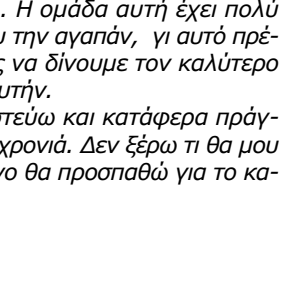 . Η ομάδα αυτή έχει πολύ
την αγαπάν, γι αυτό πρέ-
ς να δίνουμε τον καλύτερο
υτήν.
στεύω και κατάφερα πράγ-
χρονιά. Δεν ξέρω τι θα μου
νο θα προσπαθώ για το κα-